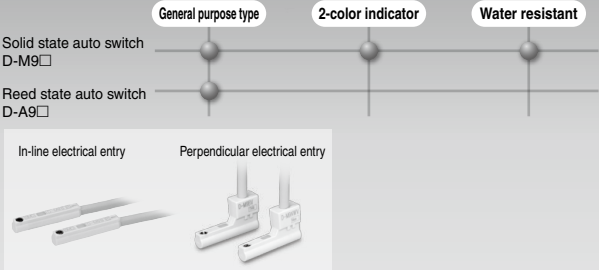 General purpose type
2-color indicator
Water resistant
Solid state auto switch
D-M9□
Reed state auto switch
D-A9□
In-line electrical entry
Perpendicular electrical entry